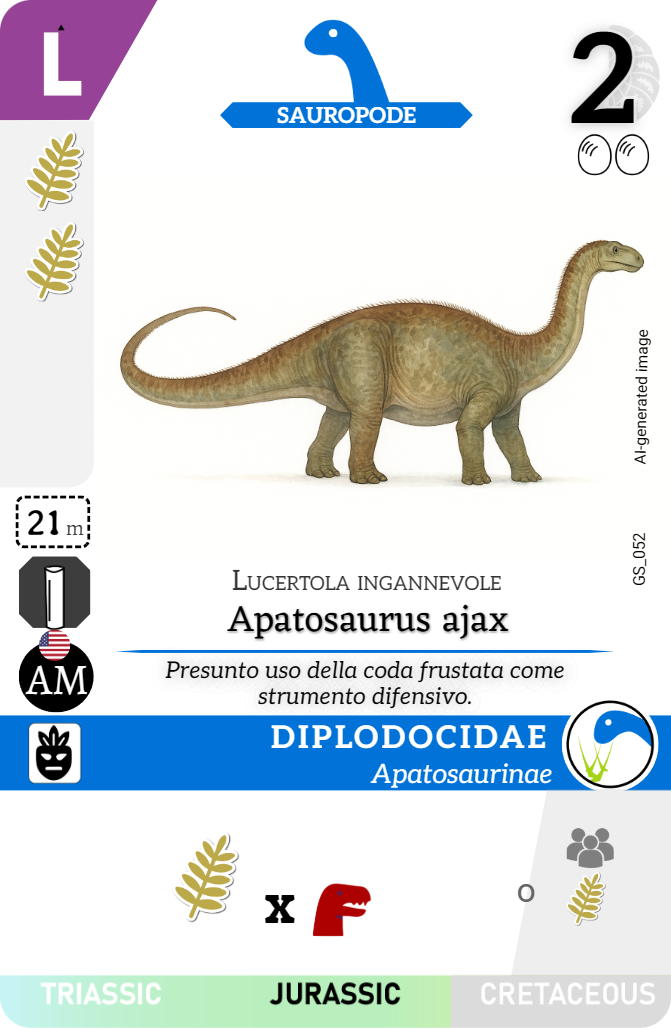 L
SAUROPODE
2
AI-generated image
21 m
GS_052
LUCERTOLA INGANNEVOLE
Apatosaurus ajax
AM
Presunto uso della coda frustata come
strumento difensivo.
DIPLODOCIDAE
Apatosaurinae
x
o
TRIASSIC
JURASSIC
CRETACEOUS